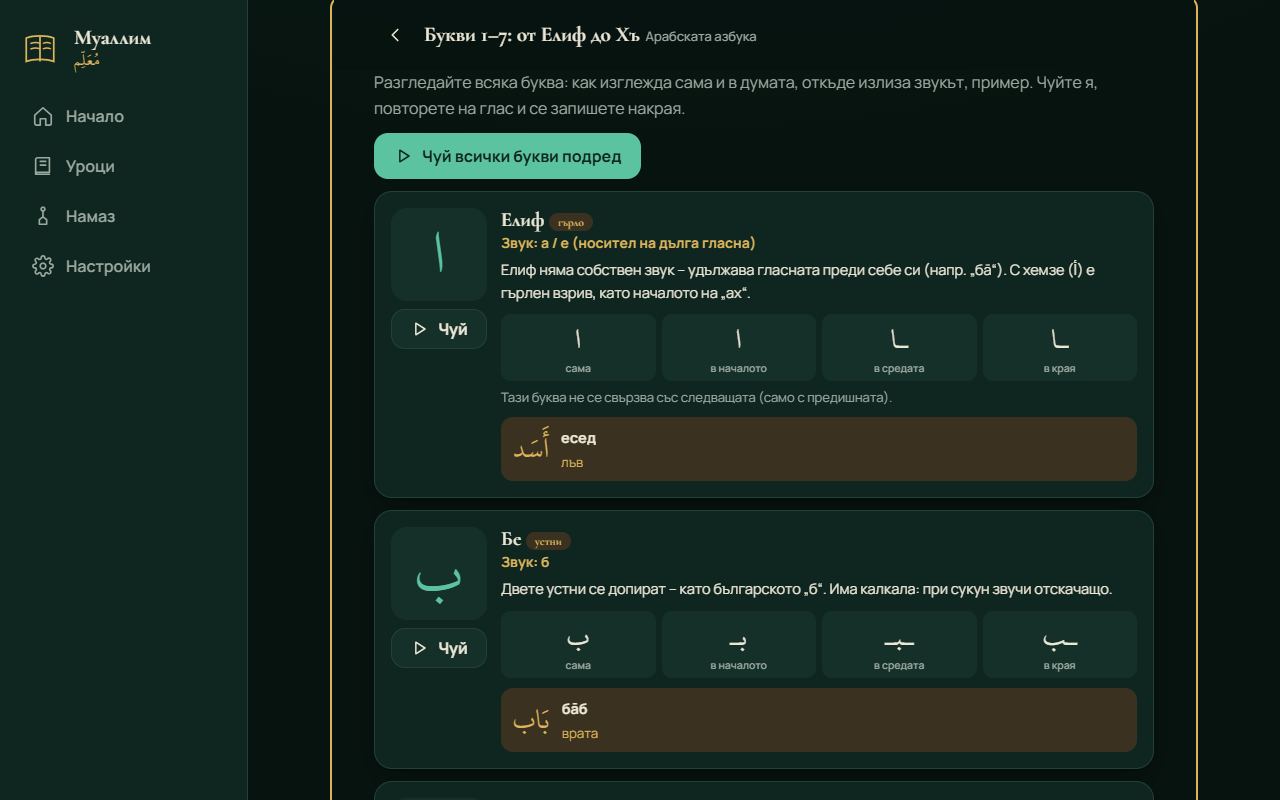 Муаллим
مُعَلِّم
Начало
Уроци
Намаз
Настройки
Букви 1–7: от Елиф до Хъ Арабската азбука
Разгледайте всяка буква: как изглежда сама и в думата, откъде излиза звукът, пример. Чуйте я,
повторете на глас и се запишете накрая.
Чуй всички букви подред
ا
Чуй
Елиф гърло
Звук: а / е (носител на дълга гласна)
Елиф няма собствен звук – удължава гласната преди себе си (напр. „ба̄“). С хемзе (أ) е
гърлен взрив, като началото на „ах“.
ا ا ـا ـا
сама в началото в средата в края
Тази буква не се свързва със следващата (само с предишната).
أَسَد
есед
лъв
ب
Чуй
Бе устни
Звук: б
Двете устни се допират – като българското „б“. Има калкала: при сукун звучи отскачащо.
ب بـ ـبـ ـب
сама в началото в средата в края
بَاب
ба̄б
врата